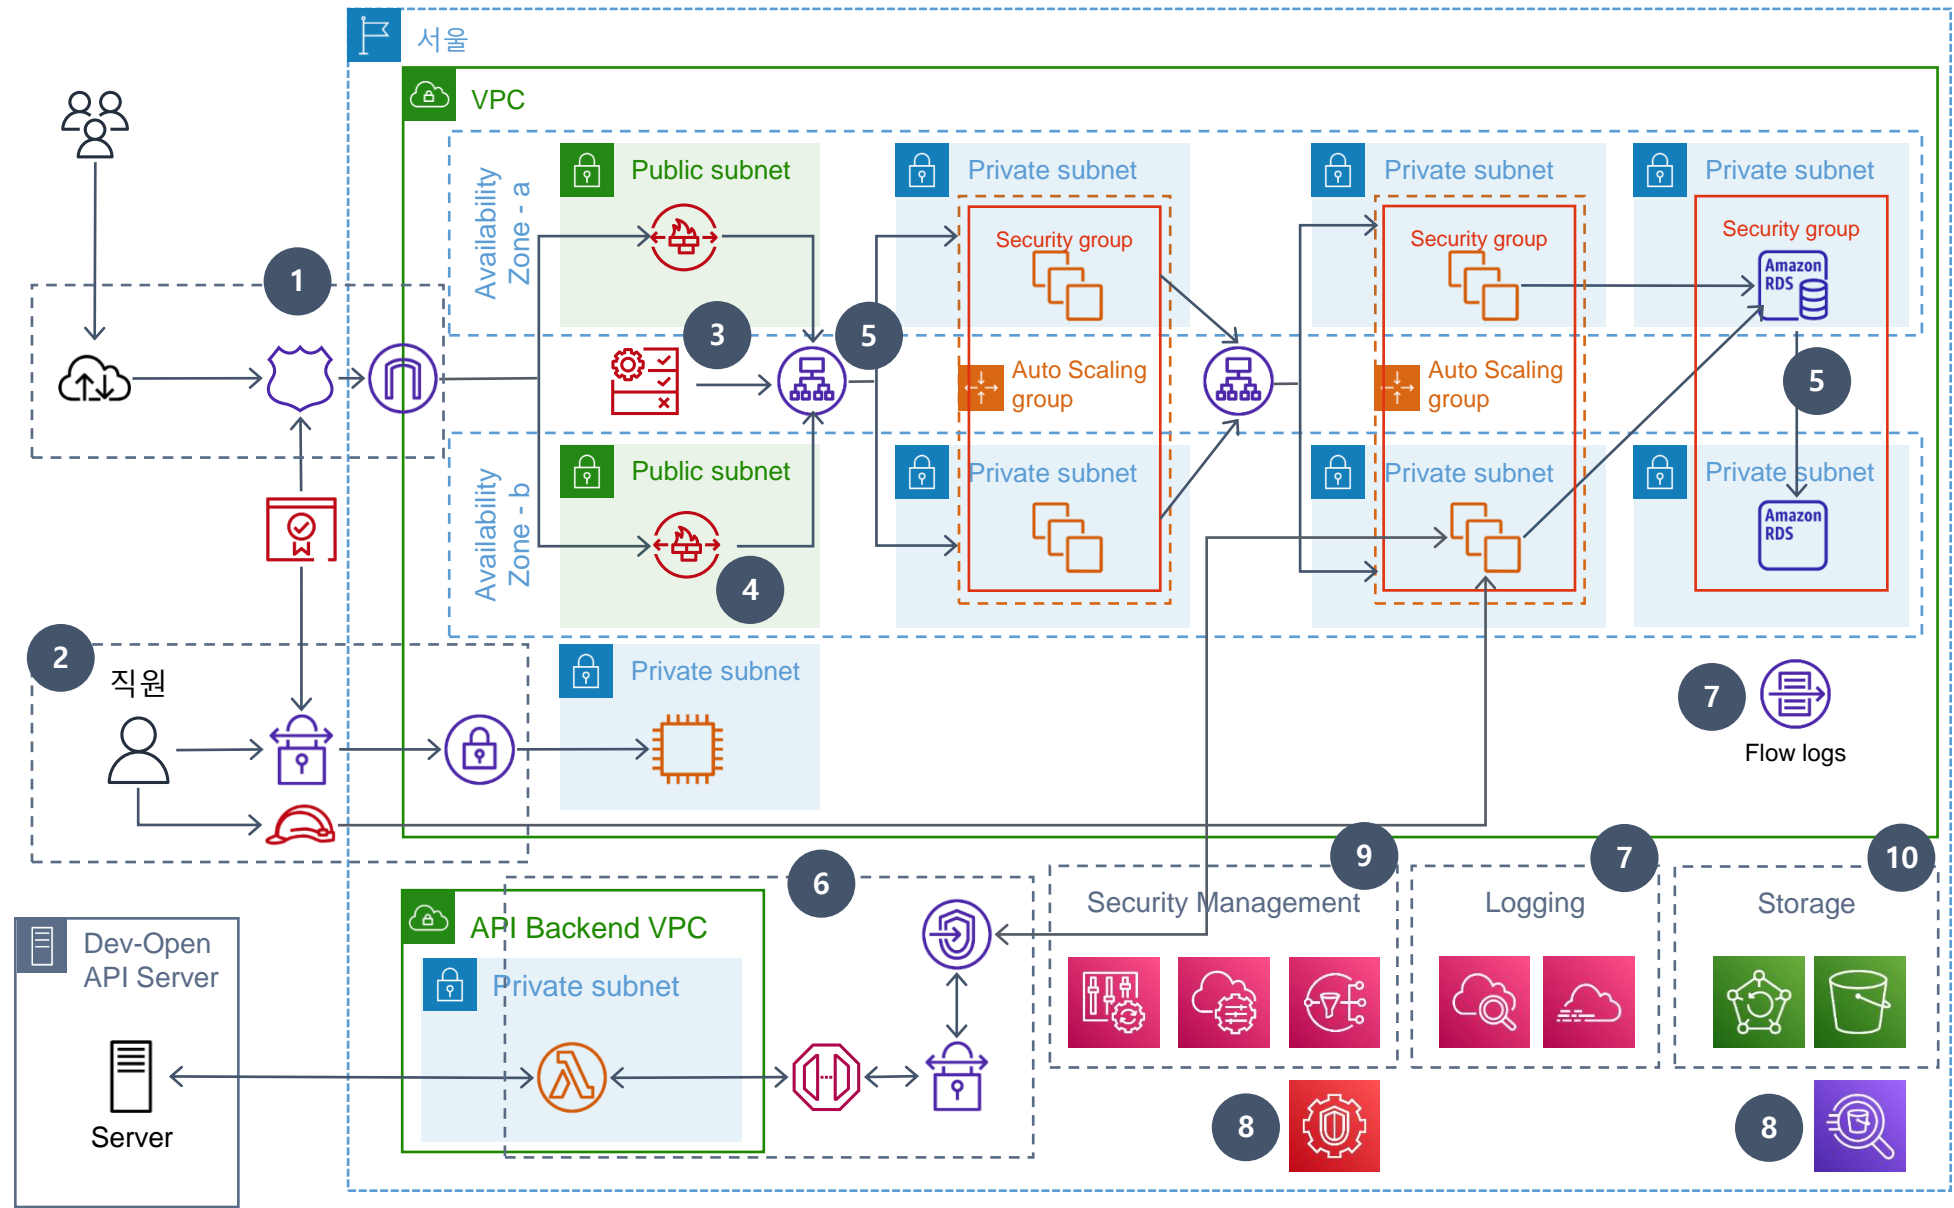 서울
VPC
Availability
Zone - a
Public subnet
Private subnet
Private subnet
Private subnet
Security group
Security group
Security group
Amazon
RDS
1
3
5
Auto Scaling
group
Auto Scaling
group
5
Availability
Zone - b
Public subnet
Private subnet
Private subnet
Private subnet
Amazon
RDS
4
2
직원
Private subnet
7
Flow logs
6
9
7
10
API Backend VPC
Security Management
Logging
Storage
Dev-Open
API Server
Private subnet
Server
8
8